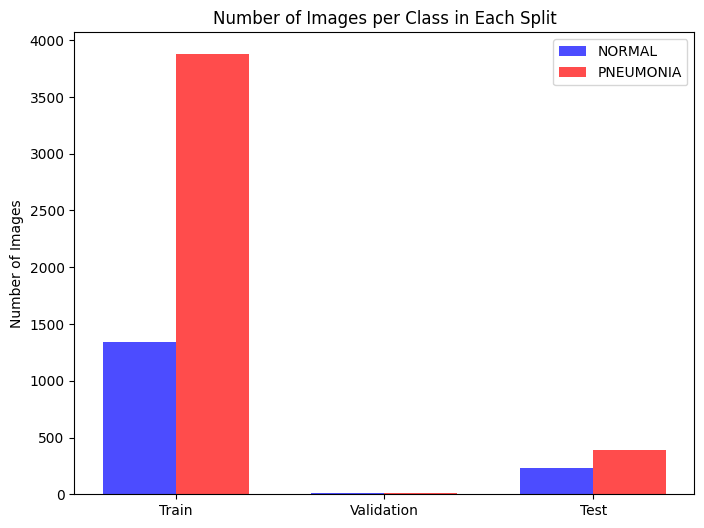 Number of Images per Class in Each Split
NORMAL
PNEUMONIA
Number of Images
4000
3500
3000
2500
2000
1500
1000
500
0
Train
Validation
Test